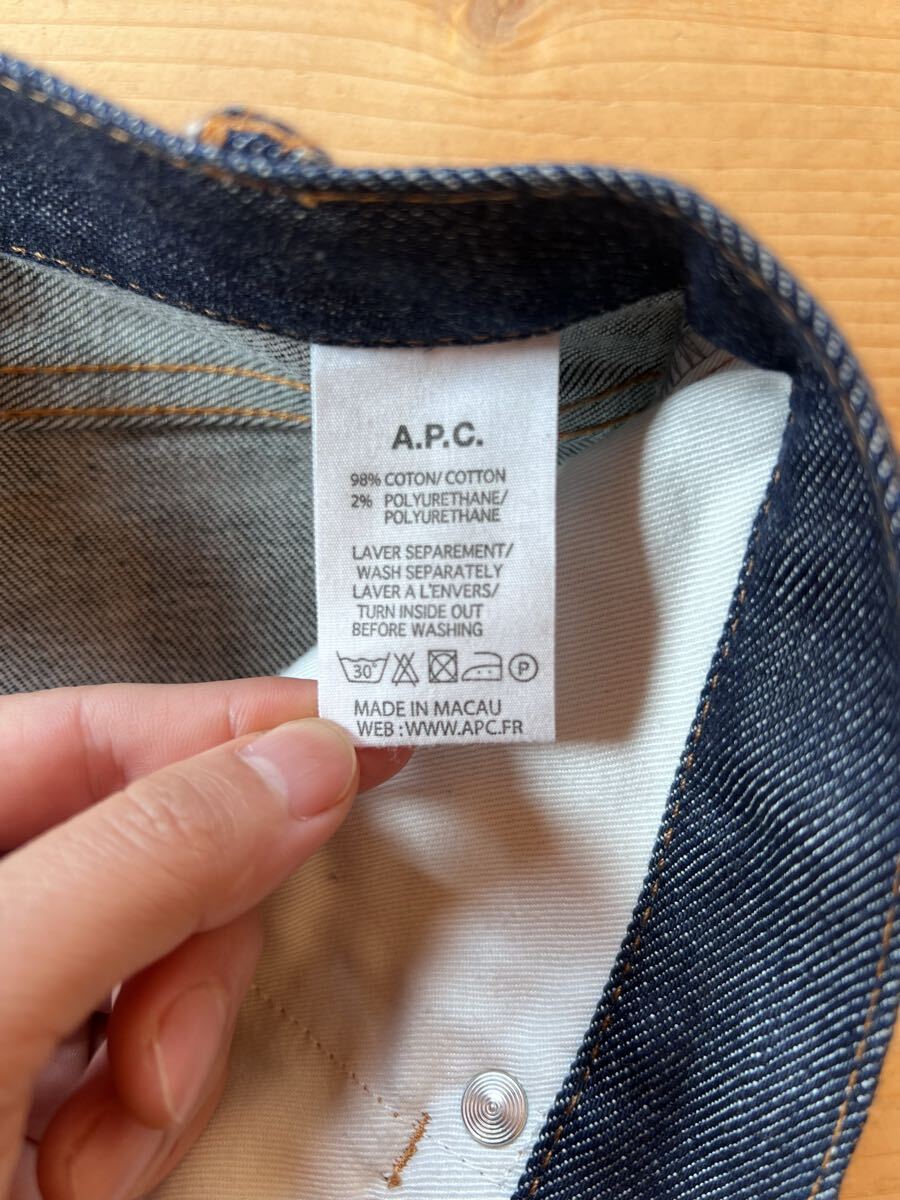 A.P.C.
98% COTON/ COTTON
2% POLYURETHANE/
POLYURETHANE
LAVER SEPAREMENT/
WASH SEPARATELY
LAVER A L'ENVERS/
TURN INSIDE OUT
BEFORE WASHING
30° P
MADE IN MACAU
WEB :WWW.APC.FR